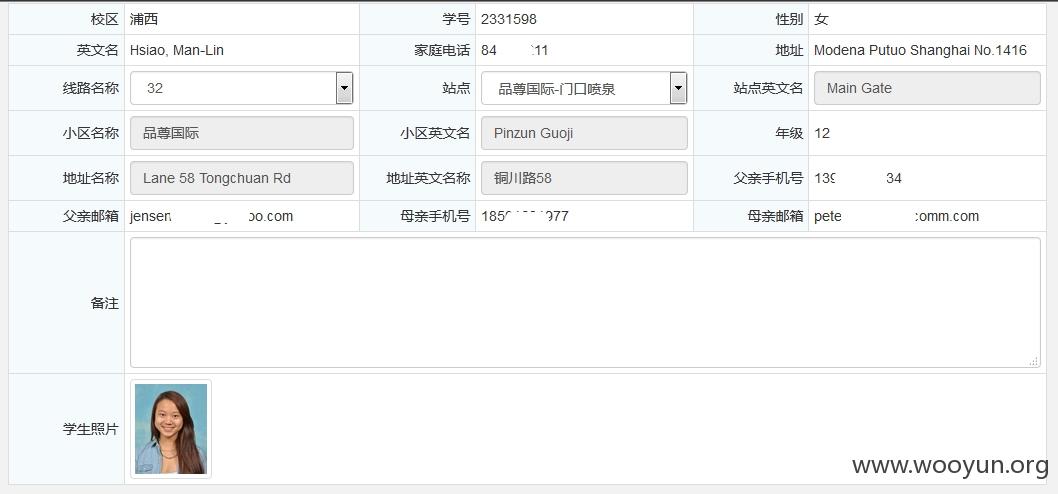 校区 浦西 学号 2331598 性别 女
英文名 Hsiao, Man-Lin 家庭电话 84 11 地址 Modena Putuo Shanghai No.1416
线路名称 32 站点 品尊国际-门口喷泉 站点英文名 Main Gate
小区名称 品尊国际 小区英文名 Pinzun Guoji 年级 12
地址名称 Lane 58 Tongchuan Rd 地址英文名称 铜川路58 父亲手机号 139 34
父亲邮箱 jensen oo.com 母亲手机号 185 977 母亲邮箱 pete comm.com
备注
学生照片
www.wooyun.org